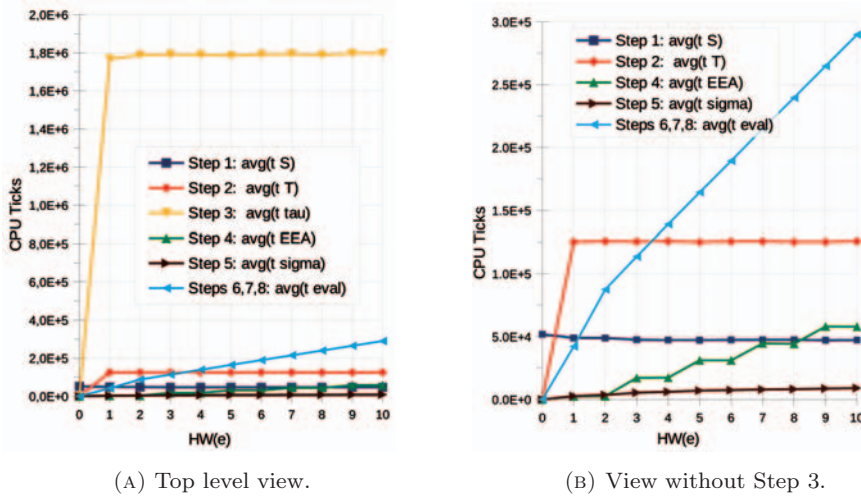 2,0E+6
1,8E+6
1,6E+6
1,4E+6
1,2E+6
1,0E+6
8,0E+5
6,0E+5
4,0E+5
2,0E+5
0,0E+0
CPU Ticks
Step 1: avg(t S)
Step 2: avg(t T)
Step 3: avg(t tau)
Step 4: avg(t EEA)
Step 5: avg(t sigma)
Steps 6,7,8: avg(t eval)
0 1 2 3 4 5 6 7 8 9 10
HW(e)
(A) Top level view.
3.0E+5
2.5E+5
2.0E+5
1.5E+5
1.0E+5
5.0E+4
0.0E+0
CPU Ticks
Step 1: avg(t S)
Step 2: avg(t T)
Step 4: avg(t EEA)
Step 5: avg(t sigma)
Steps 6,7,8: avg(t eval)
0 1 2 3 4 5 6 7 8 9 10
HW(e)
(B) View without Step 3.